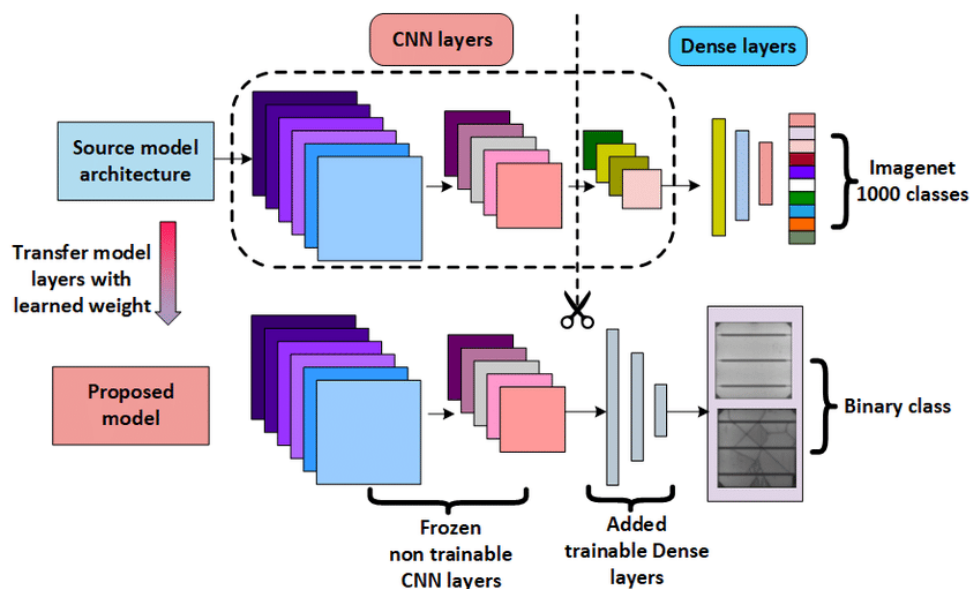 CNN layers
Dense layers
Source model
architecture
Imagenet
1000 classes
Transfer model
layers with
learned weight
Proposed
model
Binary class
Frozen
non trainable
CNN layers
Added
trainable Dense
layers